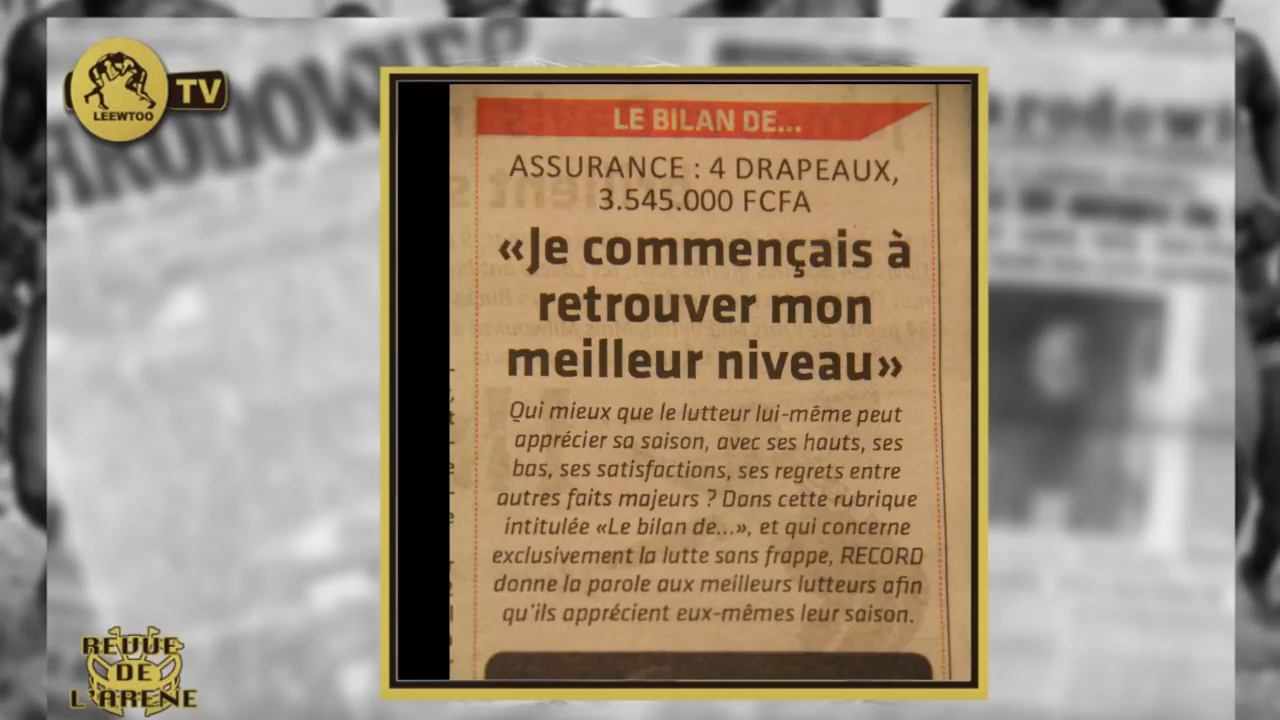 LEEWTOO
TV
LE BILAN DE...
ASSURANCE : 4 DRAPEAUX,
3.545.000 FCFA
«Je commençais à
retrouver mon
meilleur niveau»
Qui mieux que le lutteur lui-même peut
apprécier sa saison, avec ses hauts, ses
bas, ses satisfactions, ses regrets entre
autres faits majeurs ? Dans cette rubrique
intitulée «Le bilan de...», et qui concerne
exclusivement la lutte sans frappe, RECORD
donne la parole aux meilleurs lutteurs afin
qu'ils apprécient eux-mêmes leur saison.
REVUE
DE
L'ARENE